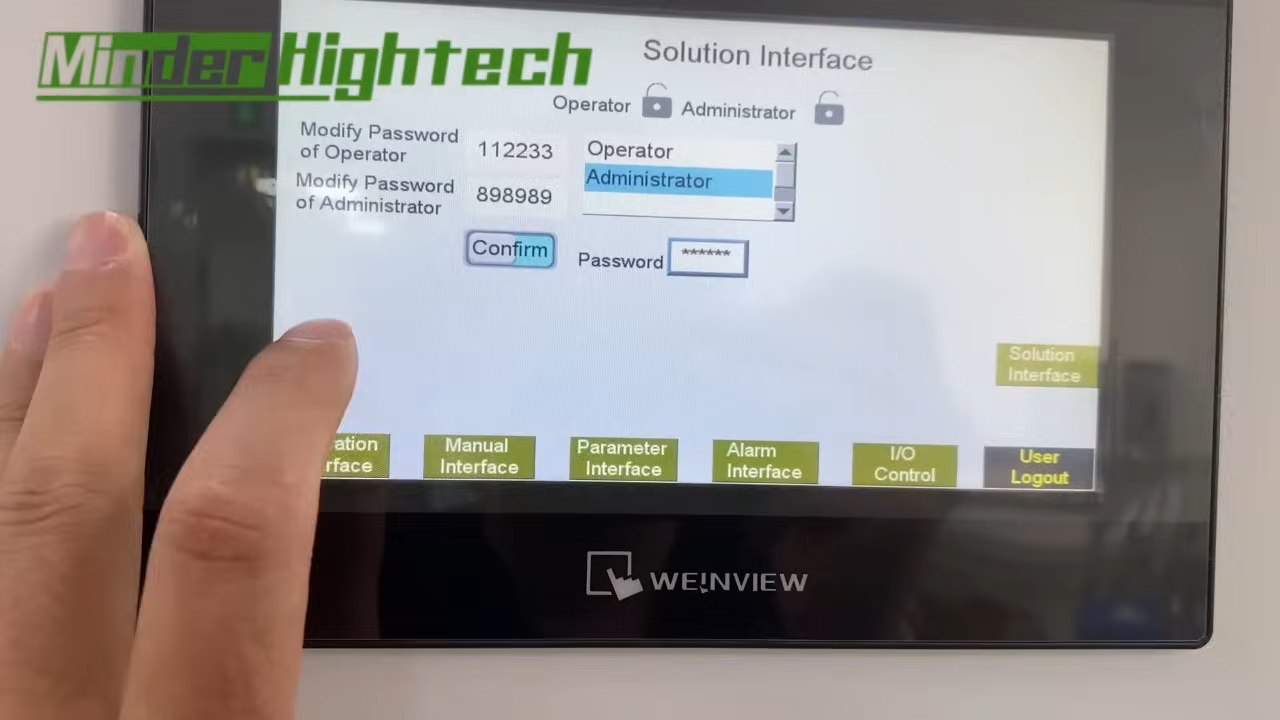 Minder Hightech
Solution Interface
Operator Administrator
Modify Password
of Operator
112233
Operator
Modify Password
of Administrator
898989
Administrator
Confirm
Password
******
Solution
Interface
ation
rface
Manual
Interface
Parameter
Interface
Alarm
Interface
I/O
Control
User
Logout
WEINVIEW